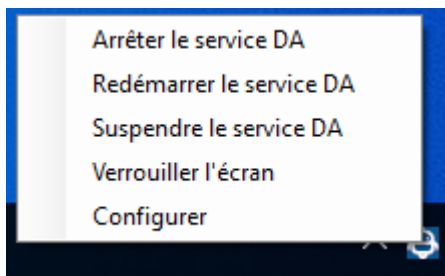 Arrêter le service DA
Redémarrer le service DA
Suspendre le service DA
Verrouiller l'écran
Configurer